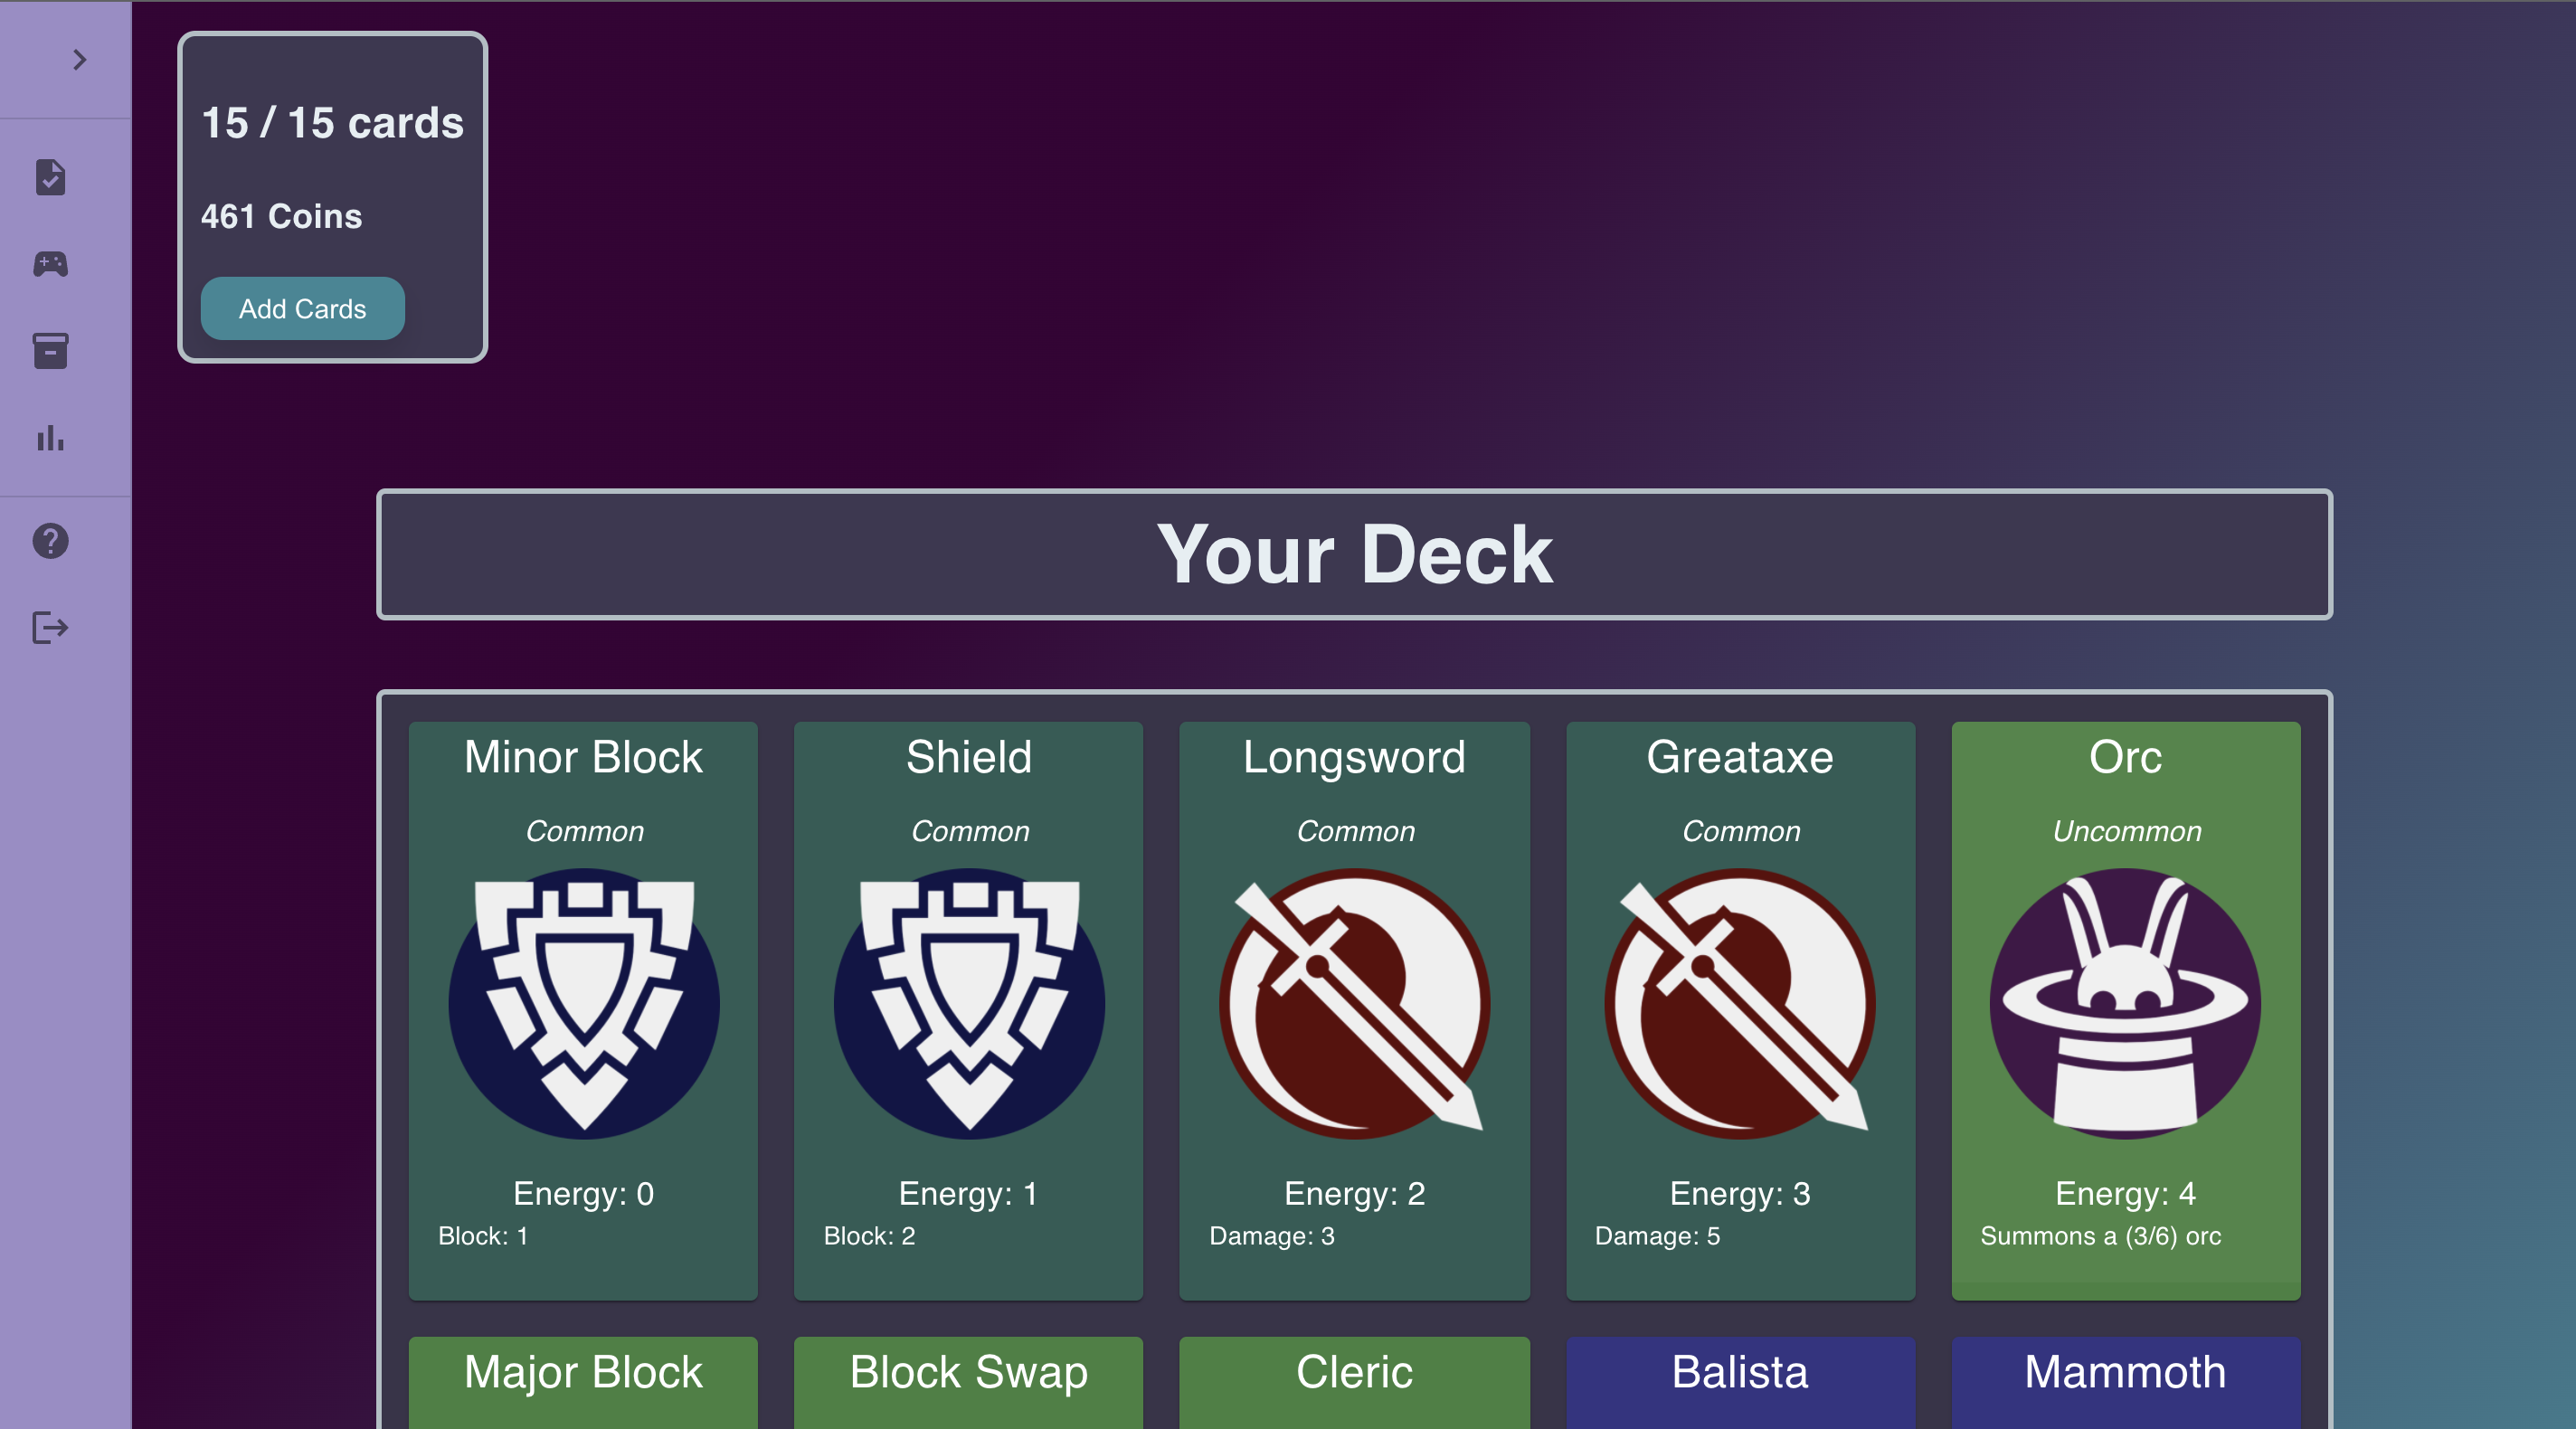 15 / 15 cards
461 Coins
Add Cards
Your Deck
Minor Block
Common
Energy: 0
Block: 1
Shield
Common
Energy: 1
Block: 2
Longsword
Common
Energy: 2
Damage: 3
Greataxe
Common
Energy: 3
Damage: 5
Orc
Uncommon
Energy: 4
Summons a (3/6) orc
Major Block
Block Swap
Cleric
Balista
Mammoth